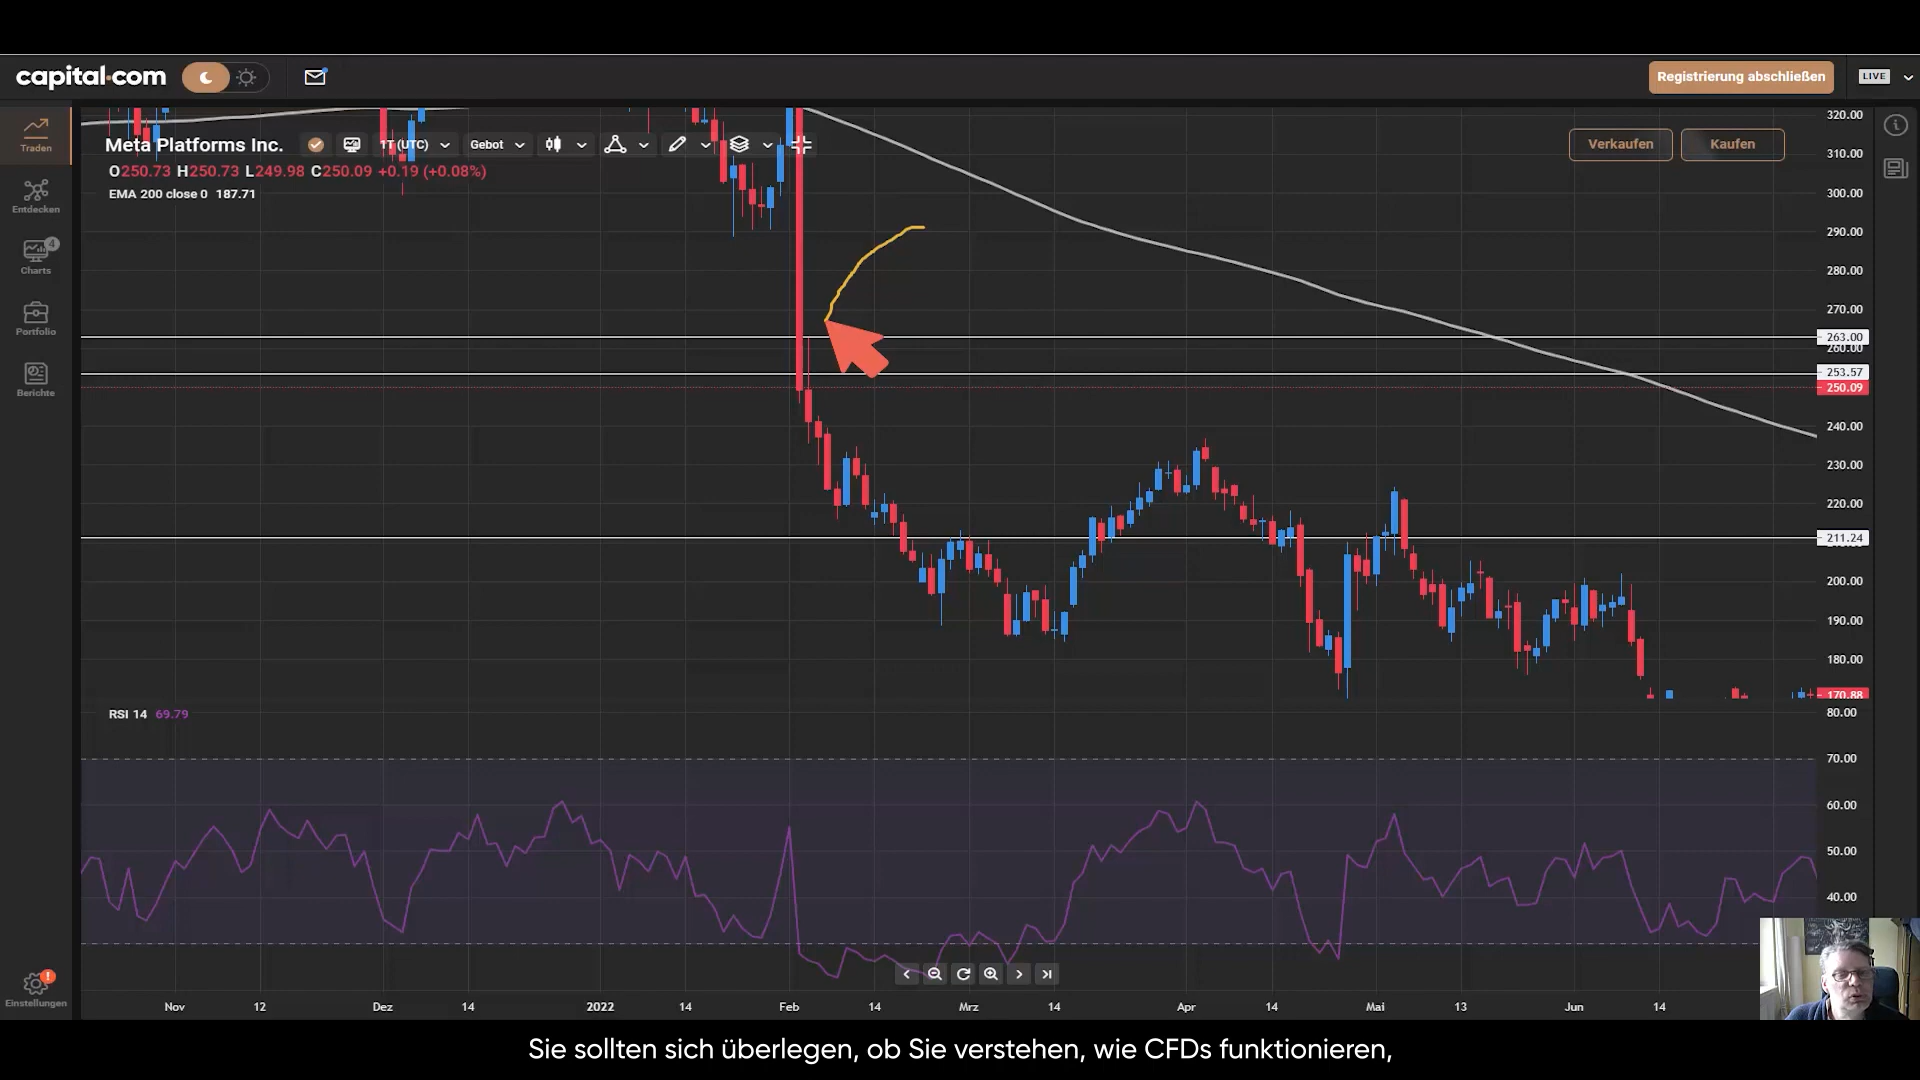 capital.com
Registrierung abschließen
LIVE
Traden
Entdecken
4
Charts
Portfolio
Berichte
!
Einstellungen
Meta Platforms Inc.
1T (UTC)
Gebot
Verkaufen
Kaufen
O250.73 H250.73 L249.98 C250.09 +0.19 (+0.08%)
EMA 200 close 0 187.71
320.00
310.00
300.00
290.00
280.00
270.00
263.00
260.00
253.57
250.09
240.00
230.00
220.00
211.24
200.00
190.00
180.00
170.88
RSI 14 69.79
80.00
70.00
60.00
50.00
40.00
Nov 12 Dez 14 2022 14 Feb 14 Mrz 14 Apr 14 Mai 13 Jun 14
Sie sollten sich überlegen, ob Sie verstehen, wie CFDs funktionieren,